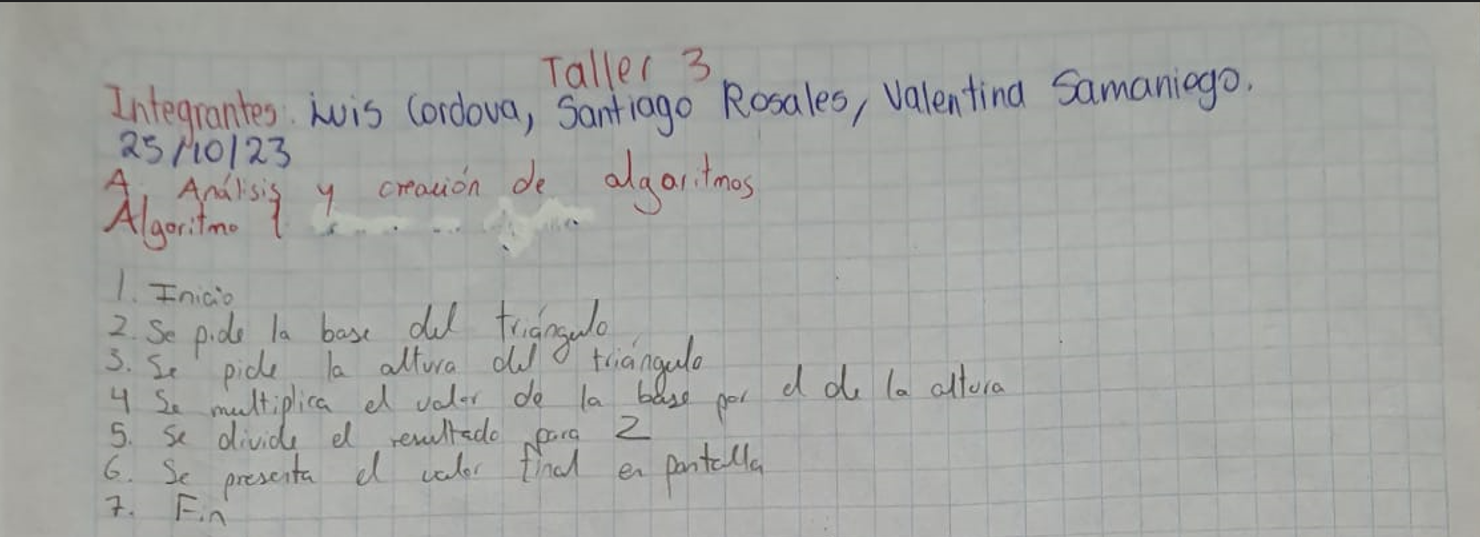 Taller 3
Integrantes: Luis Cordova, Santiago Rosales, Valentina Samaniego.
25/10/23
A. Análisis y creación de algoritmos
Algoritmo 1
1. Inicio
2. Se pide la base del triángulo
3. Se pide la altura del triángulo
4 Se multiplica el valor de la base por el de la altura
5. Se divide el resultado para 2
6. Se presenta el valor final en pantalla
7. Fin